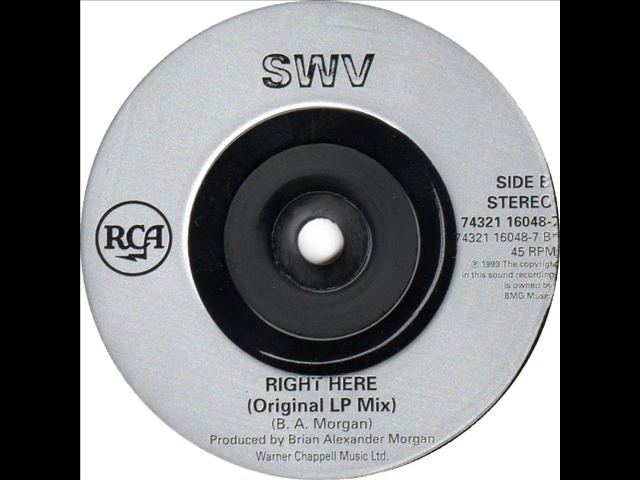 SWV
RCA
SIDE B
STEREO
74321 16048-7
74321 16048-7 B*
45 RPM
℗ 1993 The copyright
in this sound recording
is owned by
BMG Music
RIGHT HERE
(Original LP Mix)
(B. A. Morgan)
Produced by Brian Alexander Morgan
Warner Chappell Music Ltd.